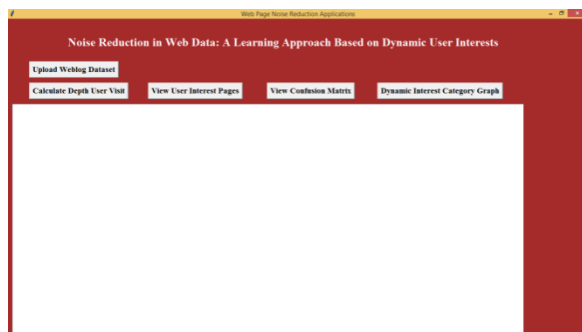 Web Page Noise Reduction Applications
Noise Reduction in Web Data: A Learning Approach Based on Dynamic User Interests
Upload Weblog Dataset
Calculate Depth User Visit View User Interest Pages View Confusion Matrix Dynamic Interest Category Graph